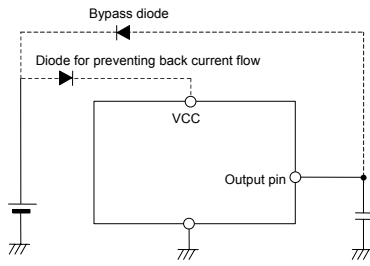 Bypass diode
Diode for preventing back current flow
VCC
Output pin